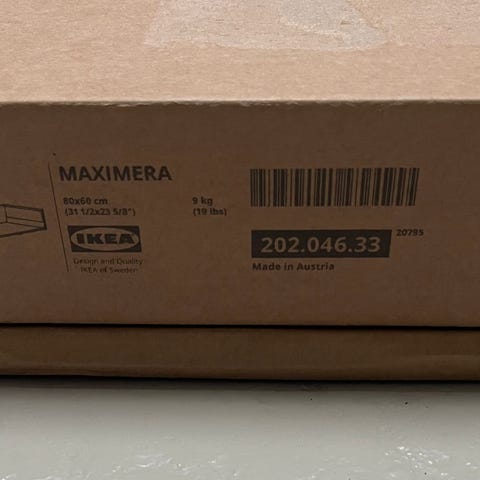 MAXIMERA
80x60 cm
(31 1/2x23 5/8")
9 kg
(19 lbs)
IKEA
Design and Quality
IKEA of Sweden
20795
202.046.33
Made in Austria